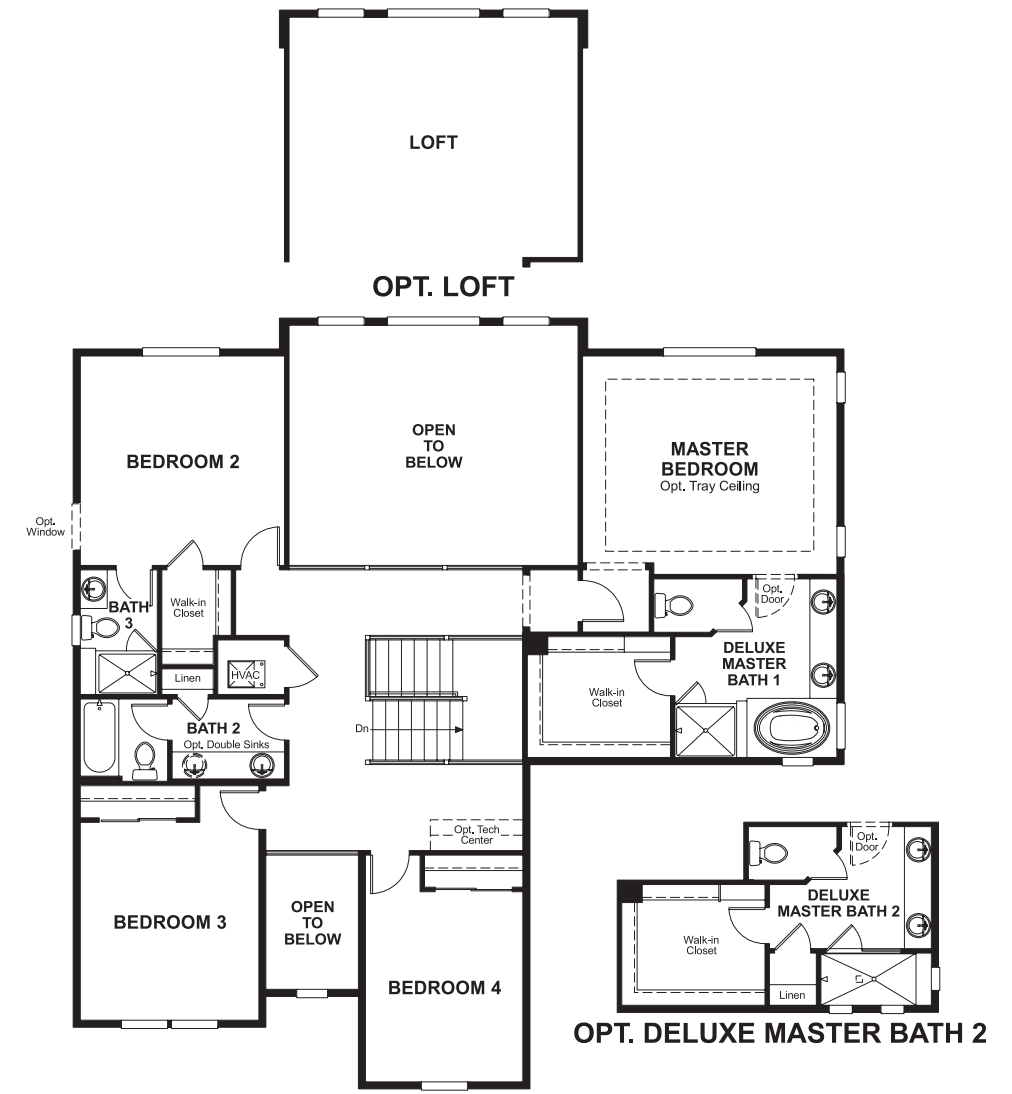 LOFT
OPT. LOFT
OPEN
TO
BELOW
BEDROOM 2
MASTER
BEDROOM
Opt. Tray Ceiling
Opt.
Window
BATH
3
Walk-in
Closet
Opt.
Door
DELUXE
MASTER
BATH 1
HVAC
Linen
Walk-in
Closet
BATH 2
Opt. Double Sinks
Dn
Opt. Tech
Center
Opt.
Door
DELUXE
MASTER BATH 2
BEDROOM 3
OPEN
TO
BELOW
Walk-in
Closet
BEDROOM 4
Linen
OPT. DELUXE MASTER BATH 2